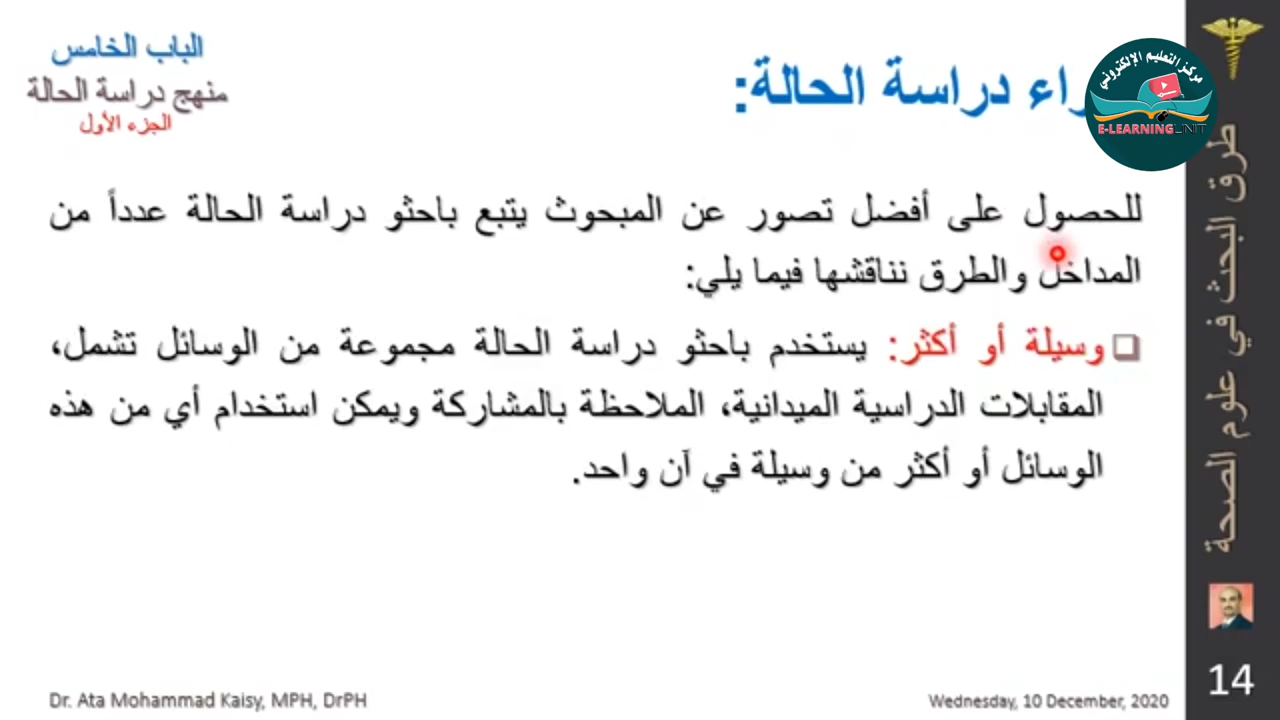 الباب الخامس
منهج دراسة الحالة
الجزء الأول
دراسة الحالة:
مركز التعليم الإلكتروني
E-LEARNING UNIT
طرق البحث في علوم الصحة
للحصول على أفضل تصور عن المبحوث يتبع باحثو دراسة الحالة عدداً من
المداخل والطرق نناقشها فيما يلي:
❑ وسيلة أو أكثر: يستخدم باحثو دراسة الحالة مجموعة من الوسائل تشمل،
المقابلات الدراسية الميدانية، الملاحظة بالمشاركة ويمكن استخدام أي من هذه
الوسائل أو أكثر من وسيلة في آن واحد.
14
Dr. Ata Mohammad Kaisy, MPH, DrPH
Wednesday, 10 December, 2020